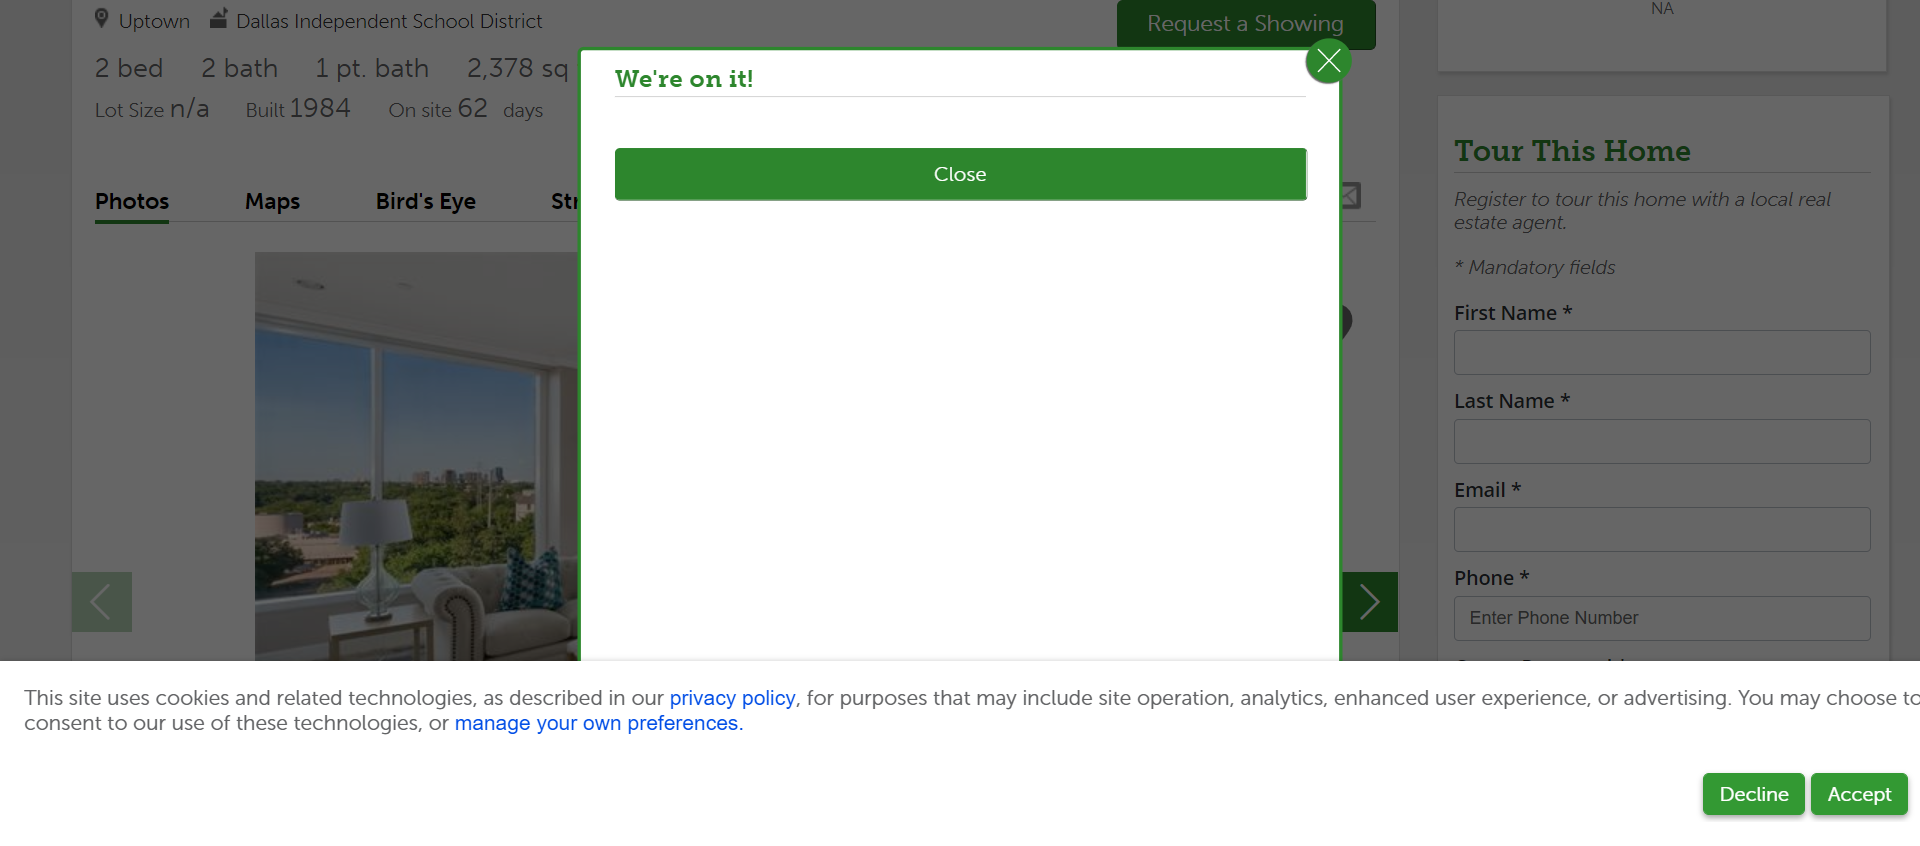 Uptown Dallas Independent School District
Request a Showing
2 bed 2 bath 1 pt. bath 2,378 sq
Lot Size n/a Built 1984 On site 62 days
Photos Maps Bird's Eye
We're on it!
Close
NA
Tour This Home
Register to tour this home with a local real
estate agent.
* Mandatory fields
First Name *
Last Name *
Email *
Phone *
Enter Phone Number
This site uses cookies and related technologies, as described in our privacy policy, for purposes that may include site operation, analytics, enhanced user experience, or advertising. You may choose to
consent to our use of these technologies, or manage your own preferences.
Decline Accept